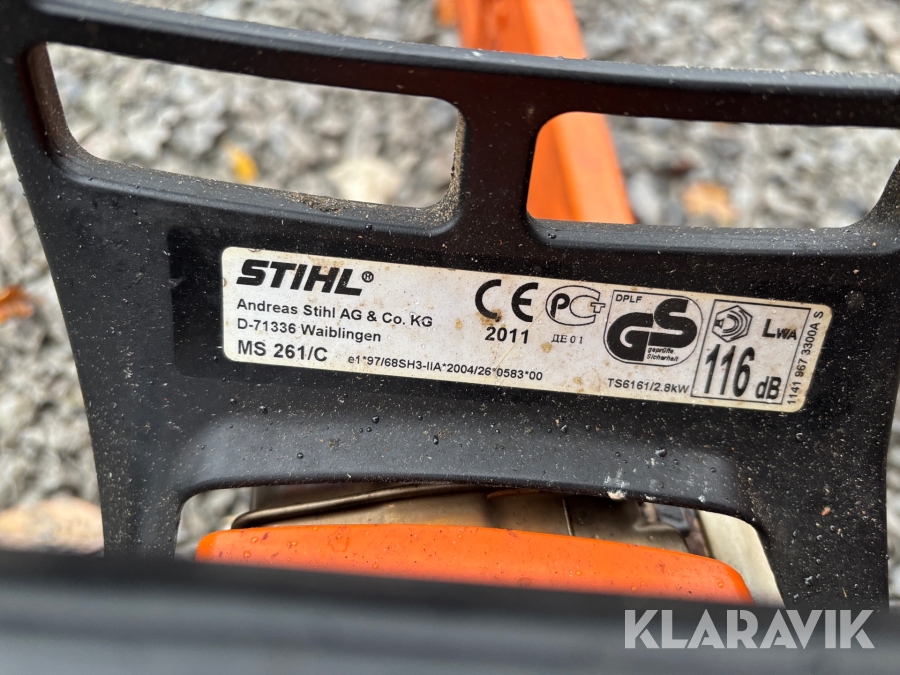 STIHL®
Andreas Stihl AG & Co. KG
D-71336 Waiblingen
MS 261/C
e1*97/68SH3-IIA*2004/26*0583*00
CE
2011
РСТ
ДЕ 01
DPLF
GS
geprüfte
Sicherheit
TS6161/2.8kW
LWA
116 dB
1141 967 3300A S
KLARAVIK